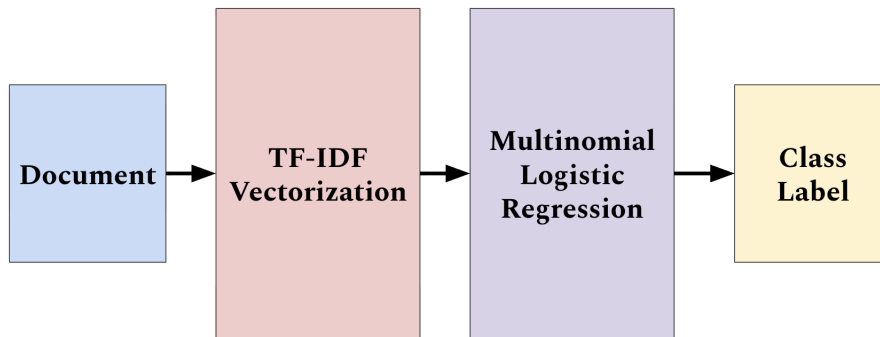 Document
TF-IDF
Vectorization
Multinomial
Logistic
Regression
Class
Label